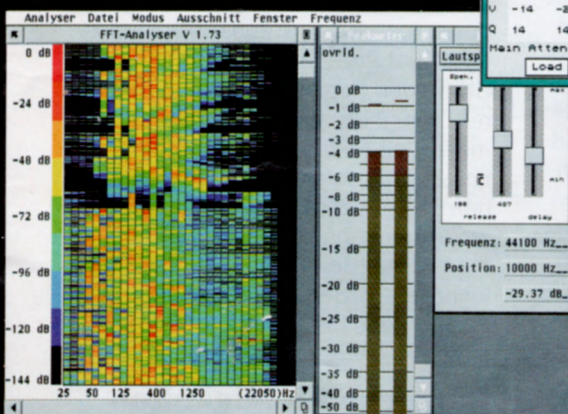 Analyser Datei Modus Ausschnitt Fenster Frequenz
FFT-Analyser V 1.73
0 dB
-24 dB
-48 dB
-72 dB
-96 dB
-120 dB
-144 dB
25 50 125 400 1250 (22050)Hz
Peakmeter
ovrld.
0 dB
-1 dB
-2 dB
-3 dB
-4 dB
-6 dB
-8 dB
-10 dB
-15 dB
-20 dB
-25 dB
-30 dB
-35 dB
-40 dB
-50 dB
V -14 -2
Q 14 14
Main Atten
Load
Lautsp
max
min
release delay
Frequenz: 44100 Hz
Position: 10000 Hz
-29.37 dB